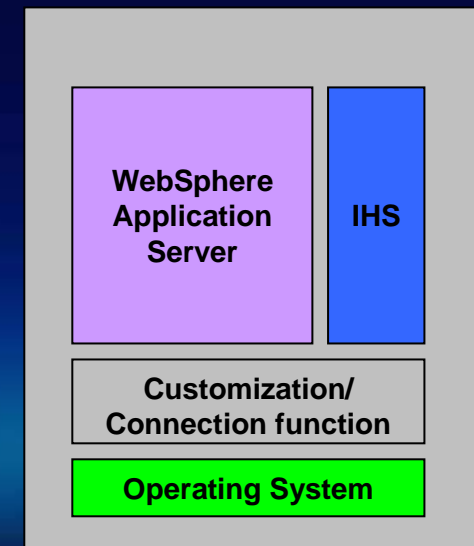 WebSphere
Application
Server
IHS
Customization/
Connection function
Operating System